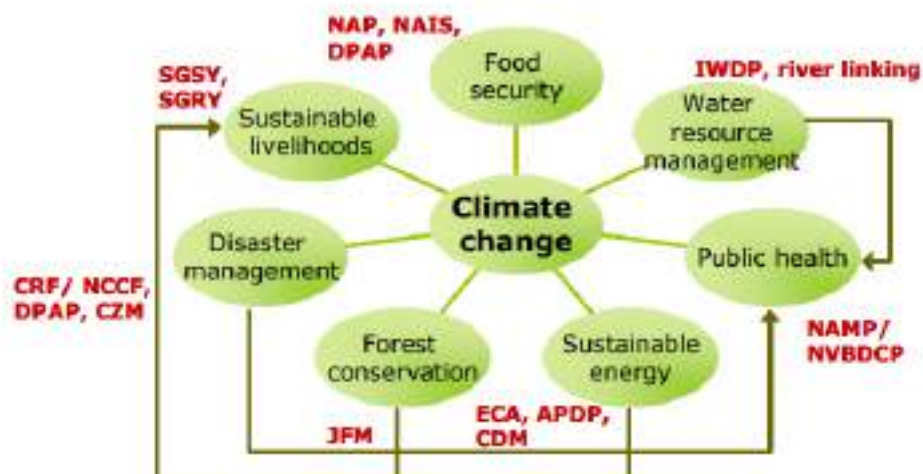 NAP, NAIS,
DPAP
Food
security
SGSY,
SGRY
Sustainable
livelihoods
IWDP, river linking
Water
resource
management
Climate
change
Disaster
management
Public health
CRF/ NCCF,
DPAP, CZM
Forest
conservation
Sustainable
energy
NAMP/
NVBDCP
JFM
ECA, APDP,
CDM